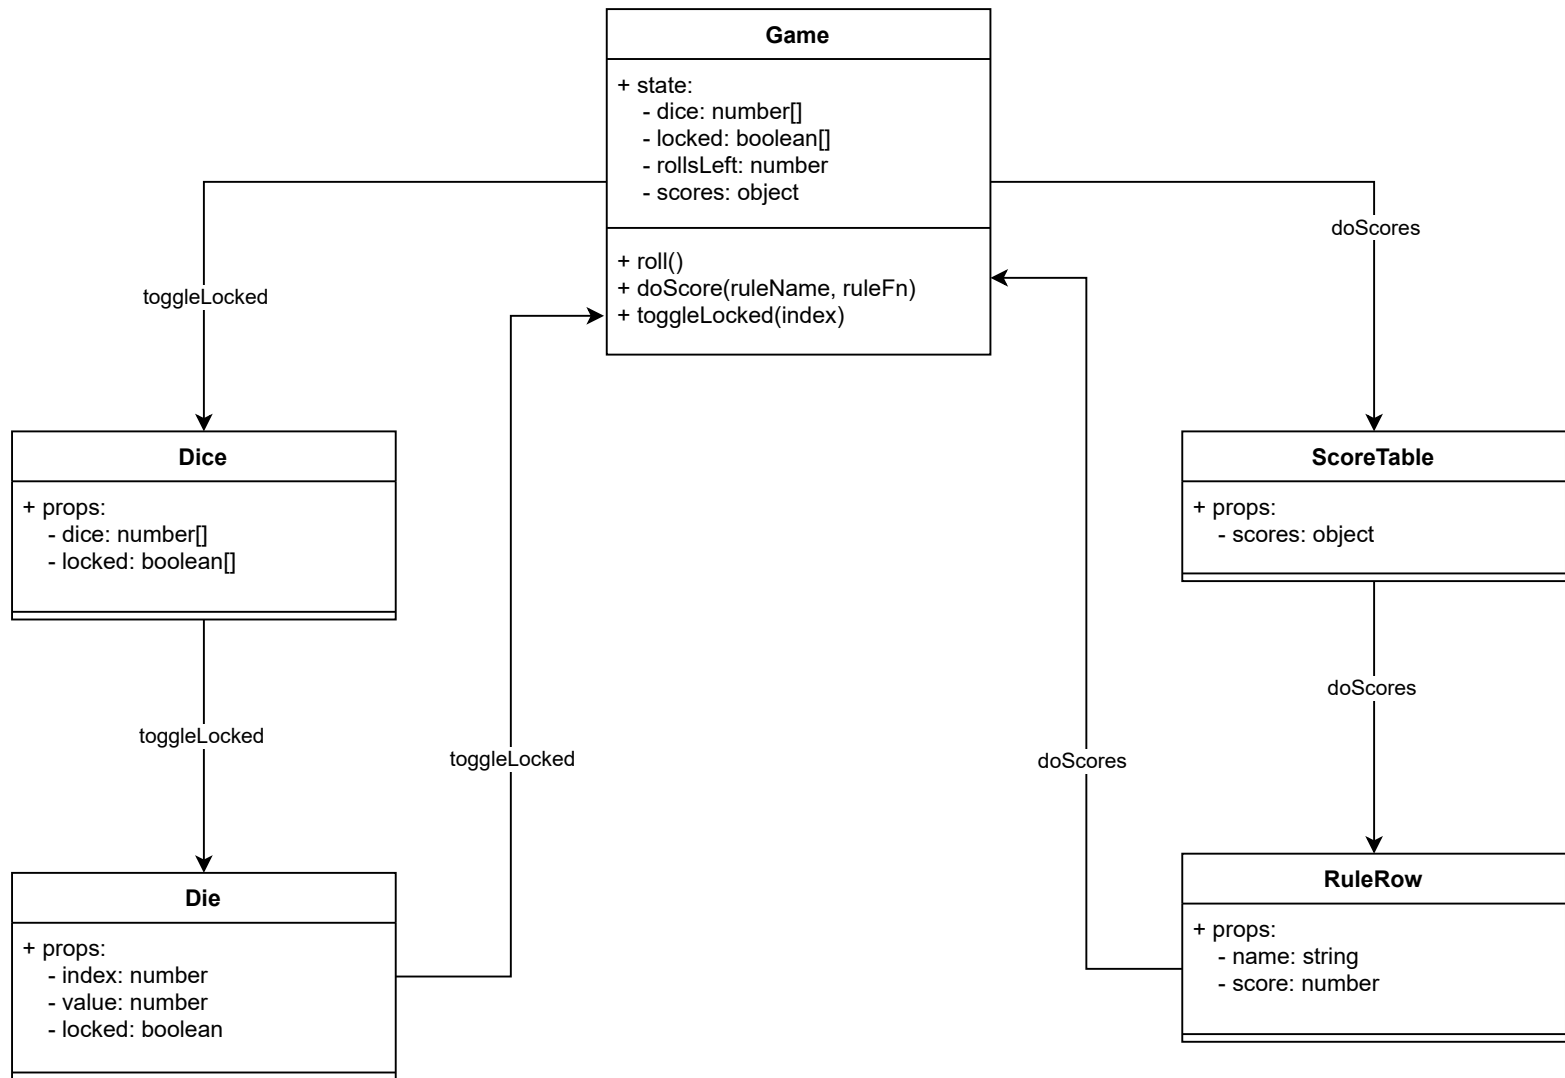 Game
+ state:
- dice: number[]
- locked: boolean[]
- rollsLeft: number
- scores: object
+ roll()
+ doScore(ruleName, ruleFn)
+ toggleLocked(index)
doScores
toggleLocked
Dice
+ props:
- dice: number[]
- locked: boolean[]
ScoreTable
+ props:
- scores: object
doScores
toggleLocked
toggleLocked
doScores
Die
+ props:
- index: number
- value: number
- locked: boolean
RuleRow
+ props:
- name: string
- score: number